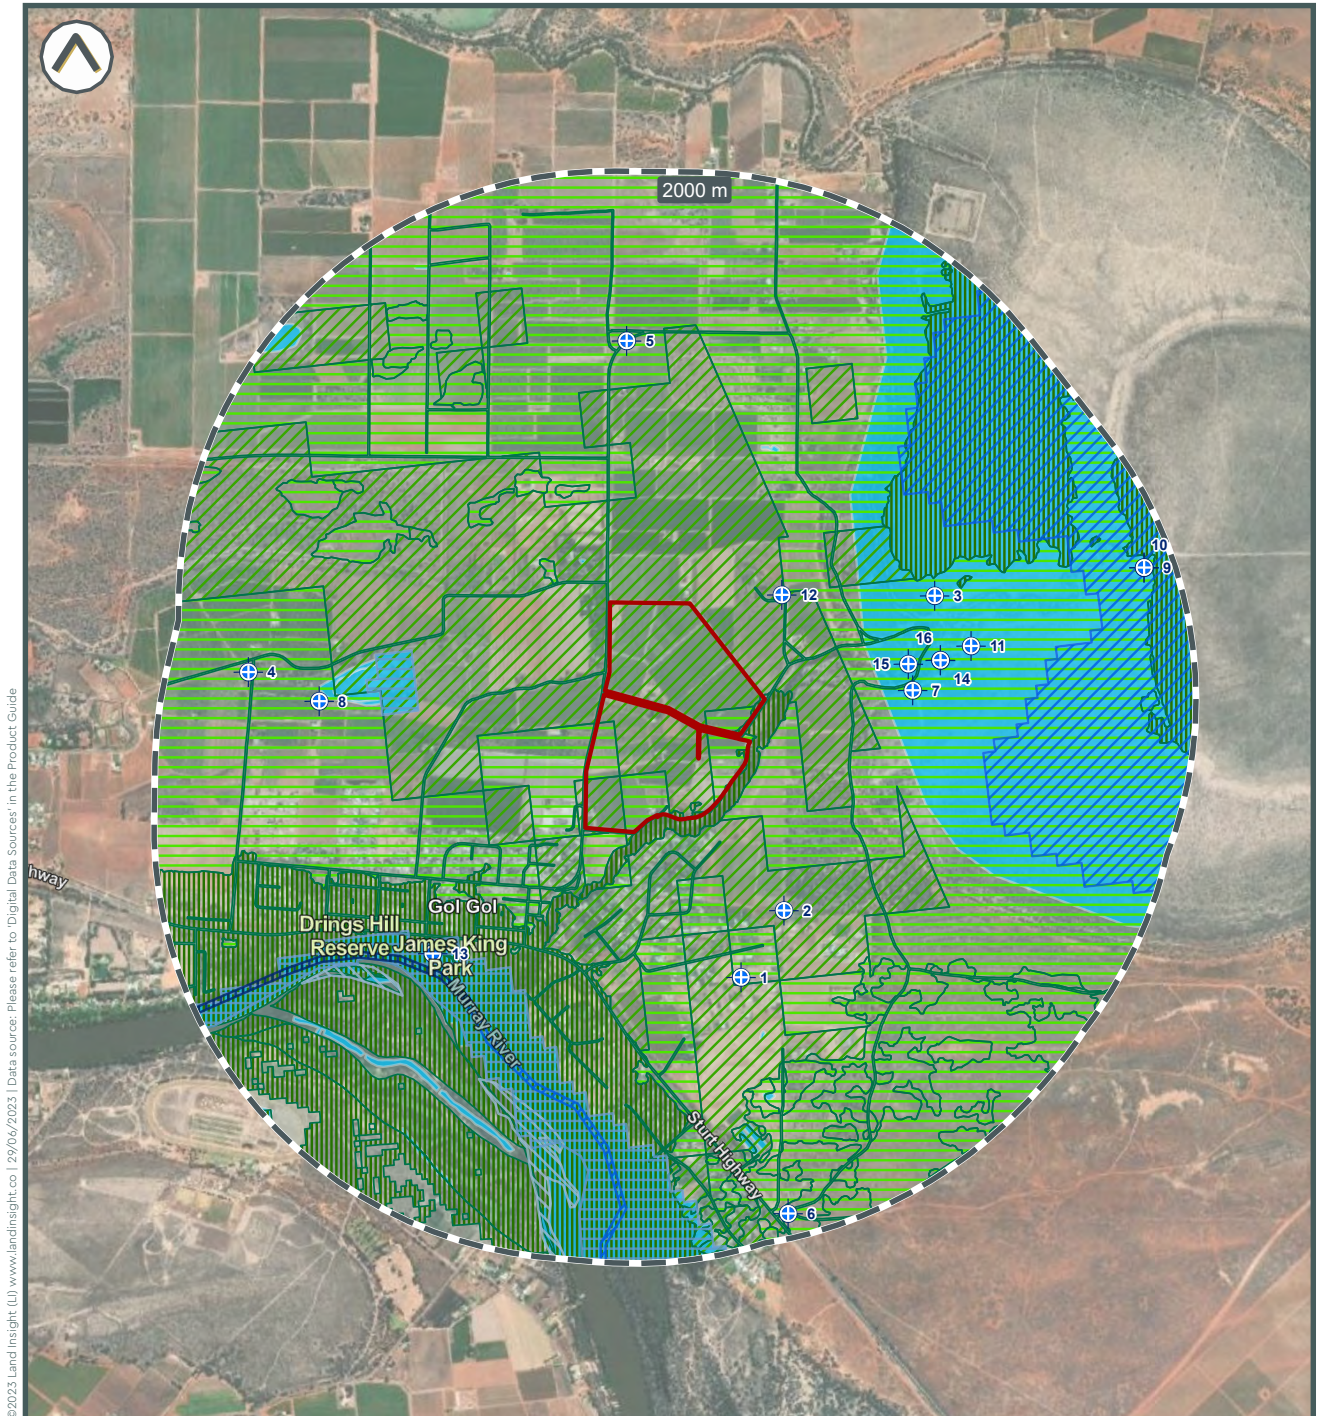 2000 m
5
10
9
12
3
16
11
15
4
14
7
8
hway
Gol Gol
2
Drings Hill
Reserve
James King
Park
13
1
Murray River
Sturt Highway
6
©2023 Land Insight (LI) www.landinsight.co | 29/06/2023 | Data source: Please refer to 'Digital Data Sources' in the Product Guide